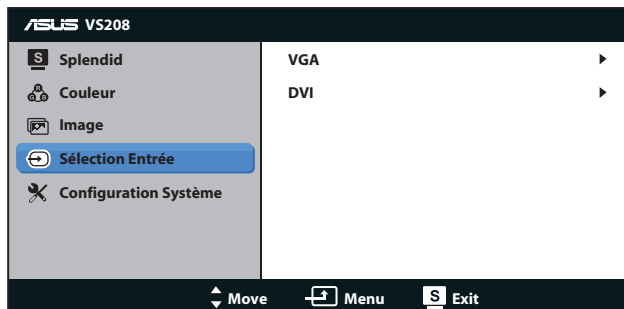 ASUS VS208
S Splendid
Couleur
Image
Sélection Entrée
Configuration Système
VGA
DVI
Move Menu S Exit